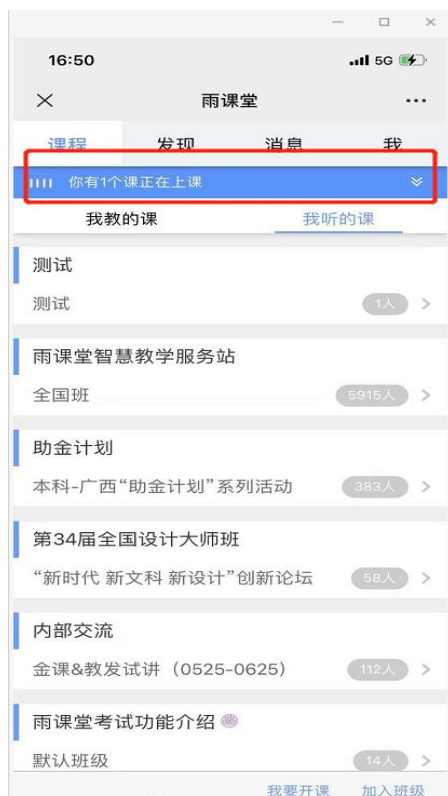 16:50
5G
雨课堂
课程 发现 消息 我
你有1个课正在上课
我教的课 我听的课
测试
测试 1人
雨课堂智慧教学服务站
全国班 5915人
助金计划
本科-广西“助金计划”系列活动 383人
第34届全国设计大师班
“新时代 新文科 新设计”创新论坛 58人
内部交流
金课&教发试讲（0525-0625） 112人
雨课堂考试功能介绍
默认班级 14人
我要开课 加入班级